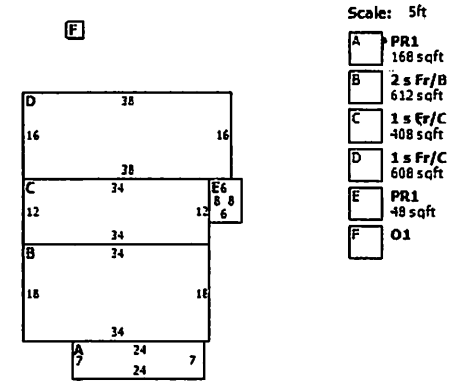 Scale: 5ft
F
A PR1
168 sqft
B 2 s Fr/B
612 sqft
C 1 s Fr/C
408 sqft
D 1 s Fr/C
608 sqft
E PR1
48 sqft
F O1
D 38
16 16
38
C 34 E 6
8 8
12 12 6
34
B 34
18 18
34
A 24
7 7
24